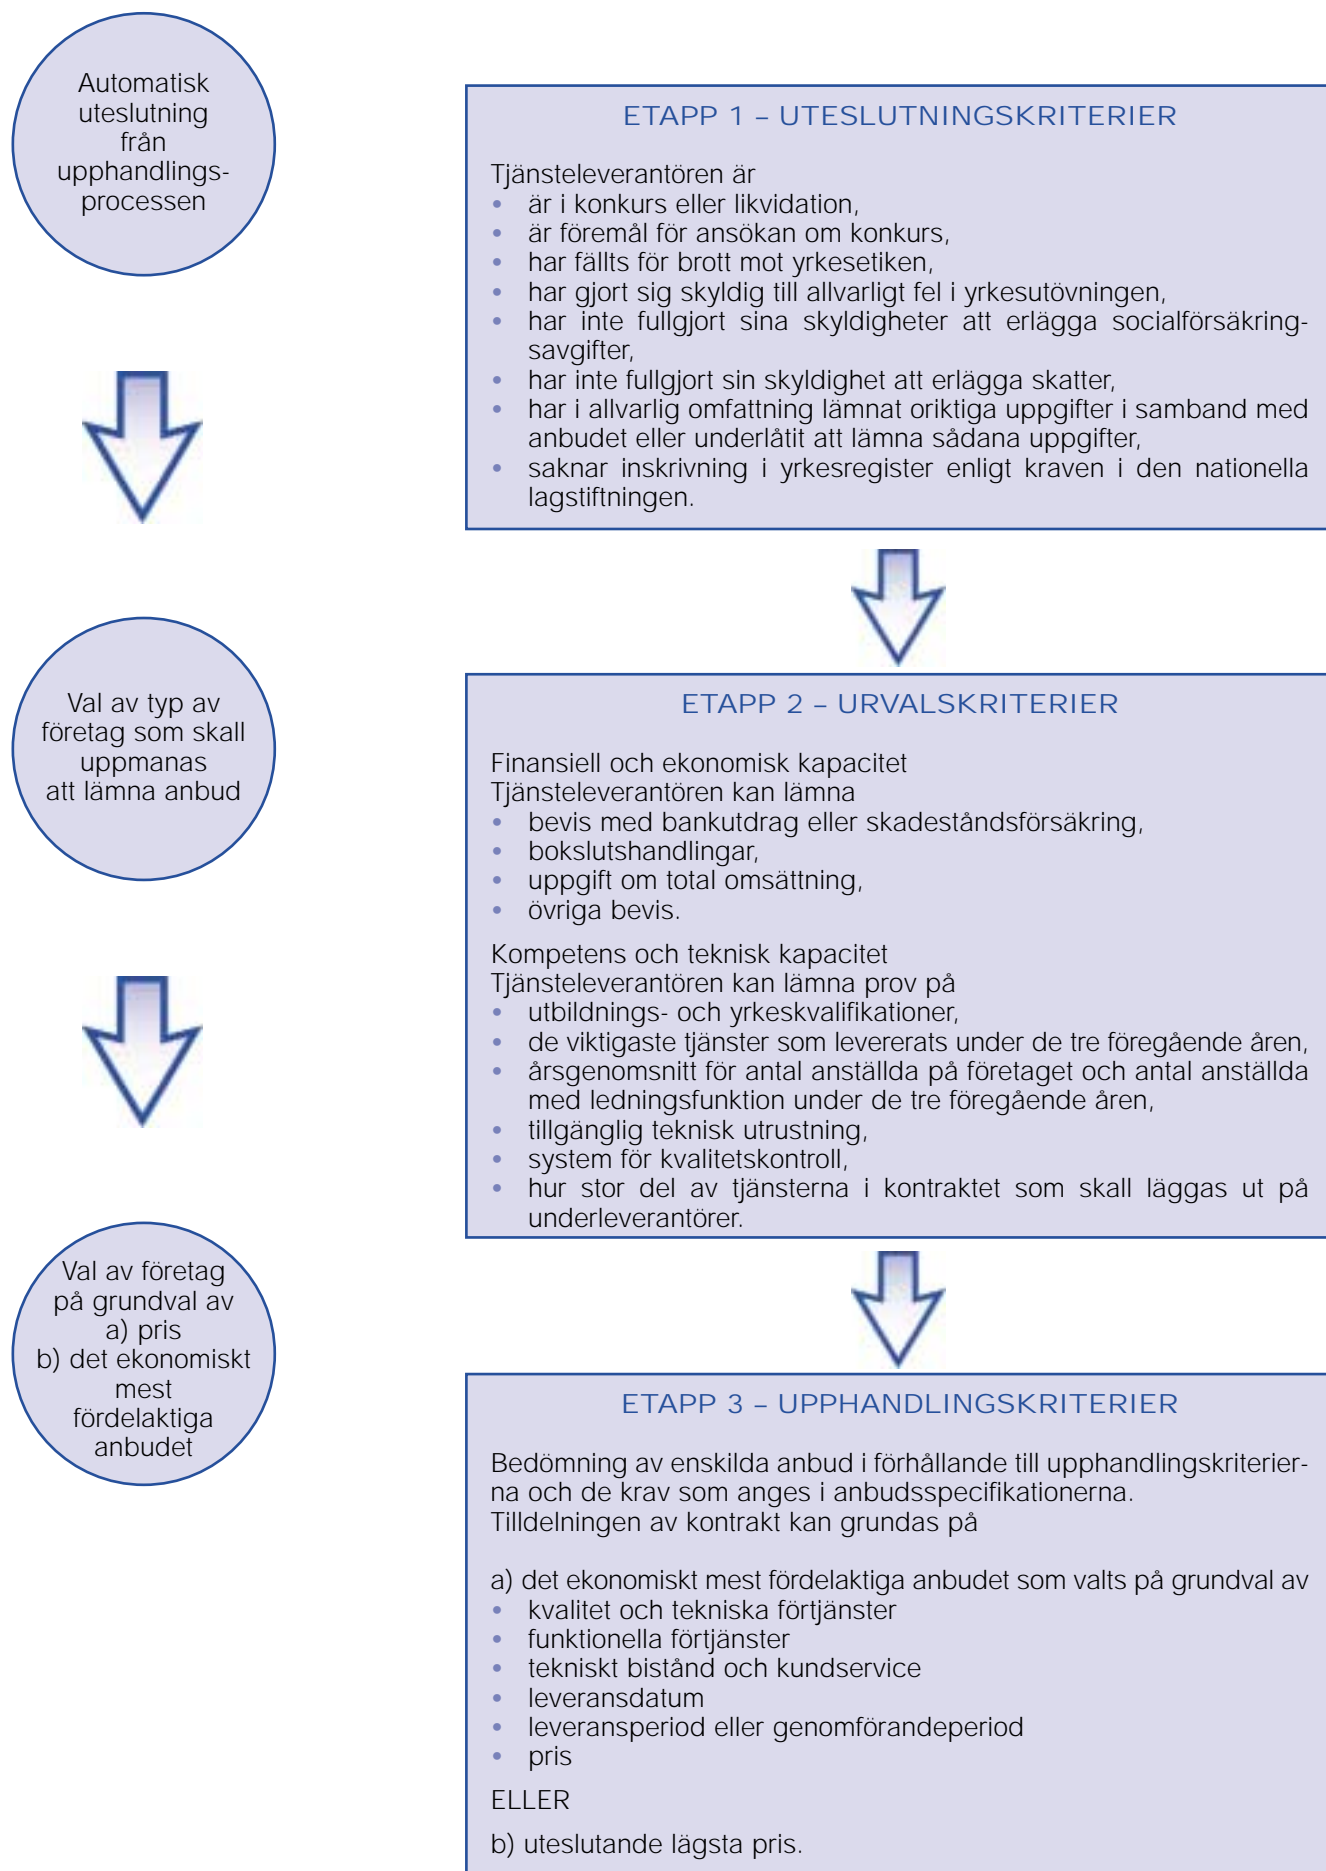 Automatisk
uteslutning
från
upphandlings-
processen
ETAPP 1 – UTESLUTNINGSKRITERIER
Tjänsteleverantören är
• är i konkurs eller likvidation,
• är föremål för ansökan om konkurs,
• har fällts för brott mot yrkesetiken,
• har gjort sig skyldig till allvarligt fel i yrkesutövningen,
• har inte fullgjort sina skyldigheter att erlägga socialförsäkring-
savgifter,
• har inte fullgjort sin skyldighet att erlägga skatter,
• har i allvarlig omfattning lämnat oriktiga uppgifter i samband med
anbudet eller underlåtit att lämna sådana uppgifter,
• saknar inskrivning i yrkesregister enligt kraven i den nationella
lagstiftningen.
Val av typ av
företag som skall
uppmanas
att lämna anbud
ETAPP 2 – URVALSKRITERIER
Finansiell och ekonomisk kapacitet
Tjänsteleverantören kan lämna
• bevis med bankutdrag eller skadeståndsförsäkring,
• bokslutshandlingar,
• uppgift om total omsättning,
• övriga bevis.
Kompetens och teknisk kapacitet
Tjänsteleverantören kan lämna prov på
• utbildnings- och yrkeskvalifikationer,
• de viktigaste tjänster som levererats under de tre föregående åren,
• årsgenomsnitt för antal anställda på företaget och antal anställda
med ledningsfunktion under de tre föregående åren,
• tillgänglig teknisk utrustning,
• system för kvalitetskontroll,
• hur stor del av tjänsterna i kontraktet som skall läggas ut på
underleverantörer.
Val av företag
på grundval av
a) pris
b) det ekonomiskt
mest
fördelaktiga
anbudet
ETAPP 3 – UPPHANDLINGSKRITERIER
Bedömning av enskilda anbud i förhållande till upphandlingskriterier-
na och de krav som anges i anbudsspecifikationerna.
Tilldelningen av kontrakt kan grundas på
a) det ekonomiskt mest fördelaktiga anbudet som valts på grundval av
• kvalitet och tekniska förtjänster
• funktionella förtjänster
• tekniskt bistånd och kundservice
• leveransdatum
• leveransperiod eller genomförandeperiod
• pris
ELLER
b) uteslutande lägsta pris.